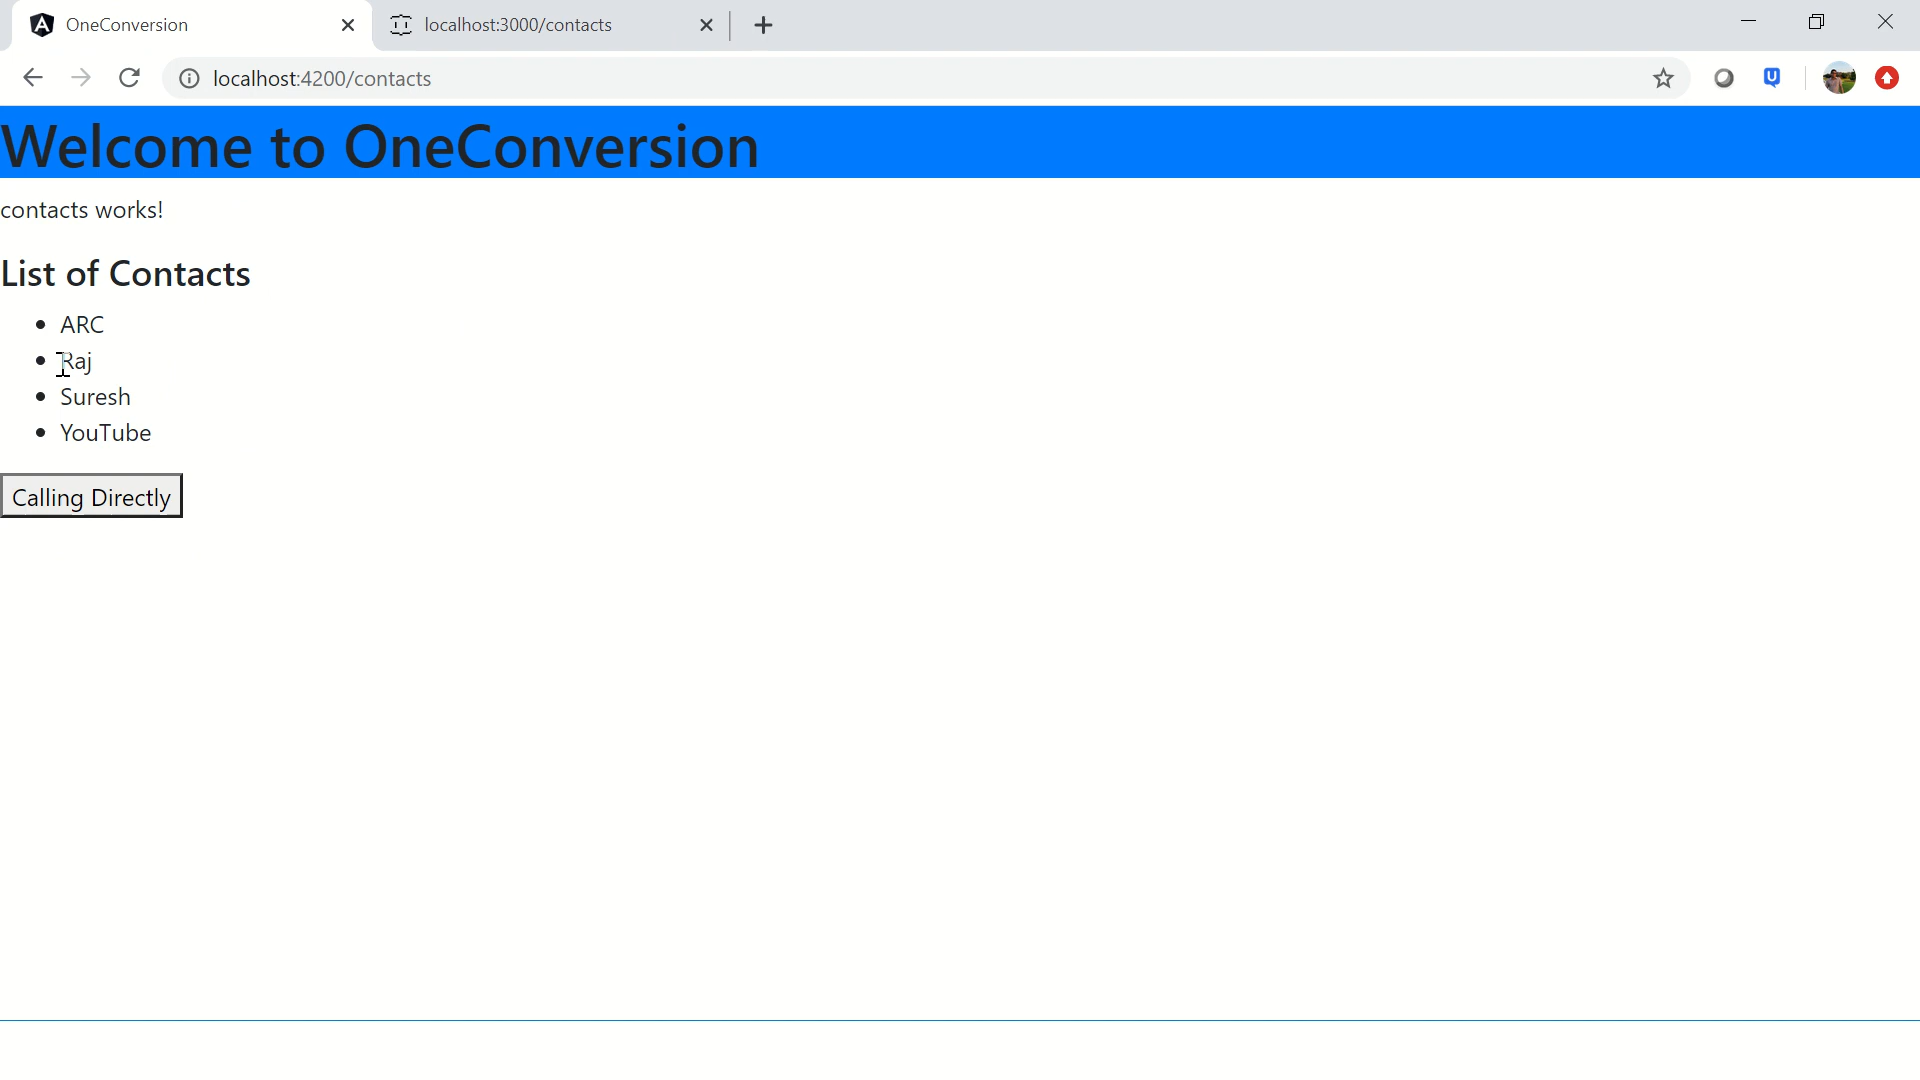 OneConversion
localhost:3000/contacts
localhost:4200/contacts
Welcome to OneConversion
contacts works!
List of Contacts
ARC
Raj
Suresh
YouTube
Calling Directly